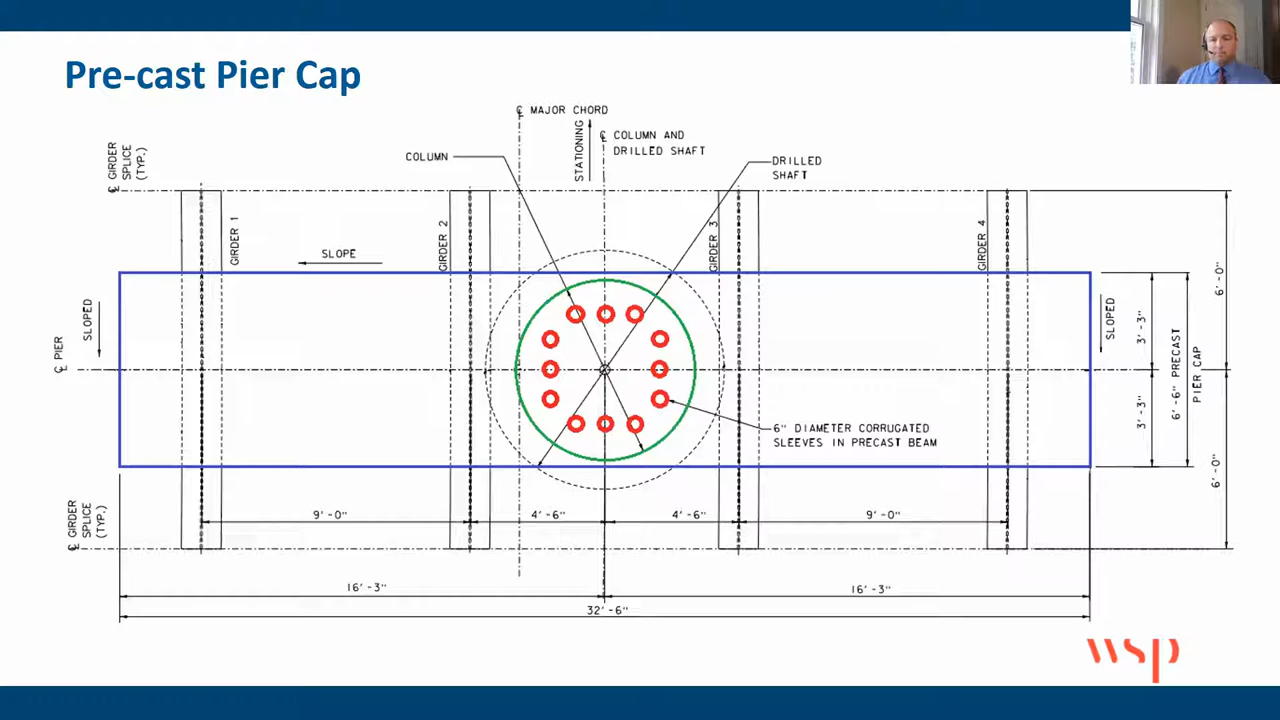 Pre-cast Pier Cap
℄ MAJOR CHORD
STATIONING
℄ COLUMN AND
DRILLED SHAFT
COLUMN
DRILLED
SHAFT
℄ GIRDER
SPLICE
(TYP.)
GIRDER 1
GIRDER 2
GIRDER 3
GIRDER 4
SLOPE
SLOPED
SLOPED
℄ PIER
6'-0"
3'-3"
3'-3"
6'-6" PRECAST
PIER CAP
6'-0"
6" DIAMETER CORRUGATED
SLEEVES IN PRECAST BEAM
℄ GIRDER
SPLICE
(TYP.)
9'-0"
4'-6"
4'-6"
9'-0"
16'-3"
16'-3"
32'-6"
wsp